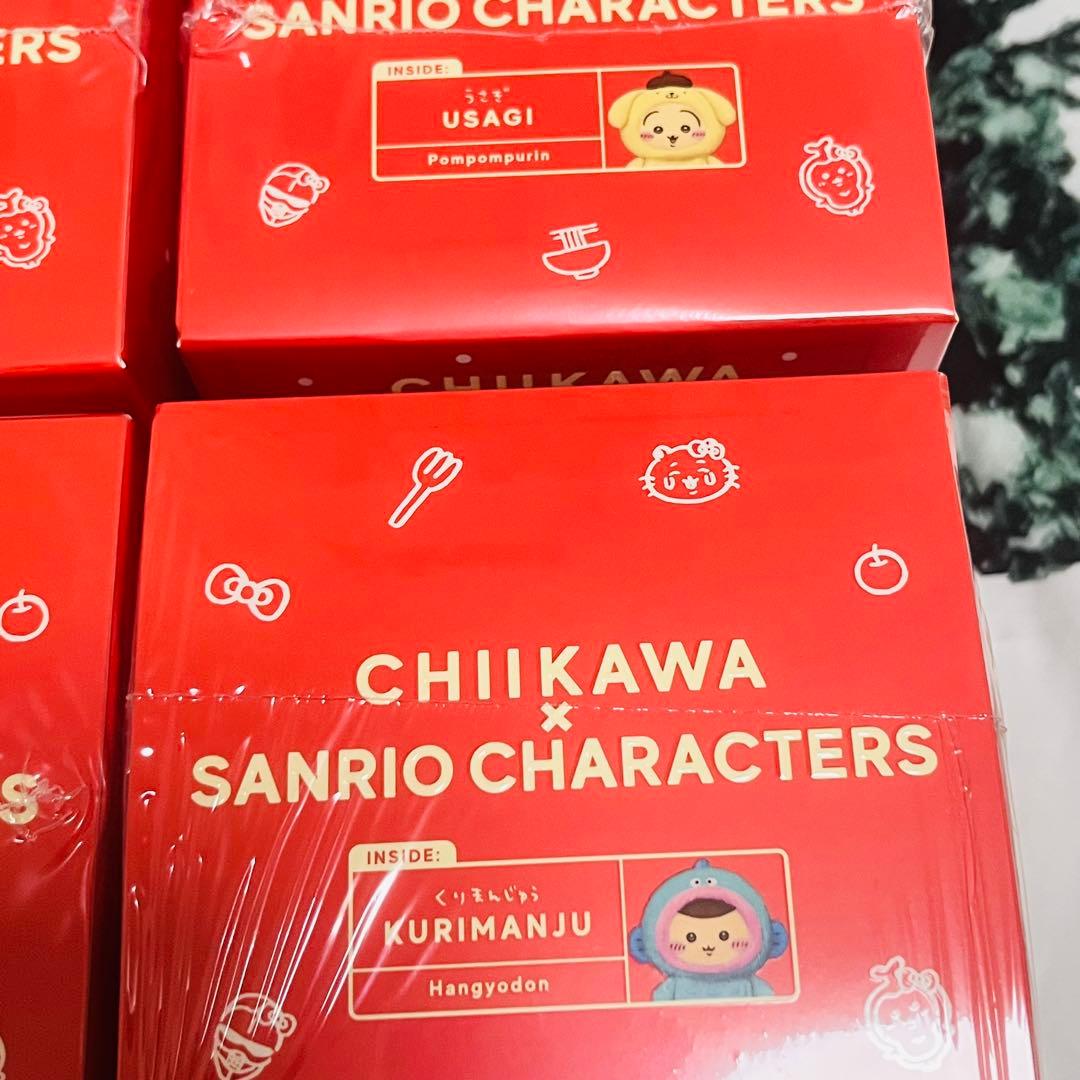 ERS
SANRIO CHARACTERS
INSIDE:
うさぎ
USAGI
Pompompurin
CHIIKAWA
CHIIKAWA
×
SANRIO CHARACTERS
S
INSIDE:
くりまんじゅう
KURIMANJU
Hangyodon